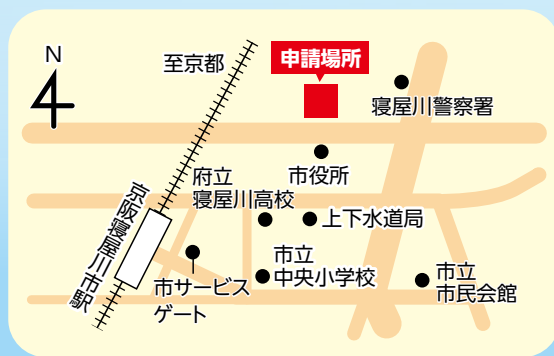 N
至京都
申請場所
寝屋川警察署
市役所
府立
寝屋川高校
上下水道局
京阪寝屋川市駅
市サービス
ゲート
市立
中央小学校
市立
市民会館